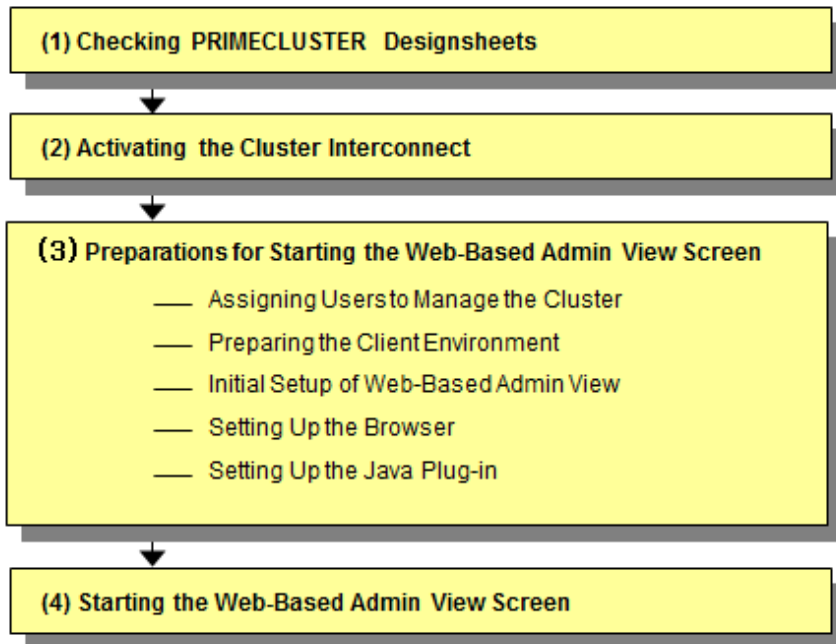 (1) Checking PRIMECLUSTER Designsheets
(2) Activating the Cluster Interconnect
(3) Preparations for Starting the Web-Based Admin View Screen
Assigning Users to Manage the Cluster
Preparing the Client Environment
Initial Setup of Web-Based Admin View
Setting Up the Browser
Setting Up the Java Plug-in
(4) Starting the Web-Based Admin View Screen